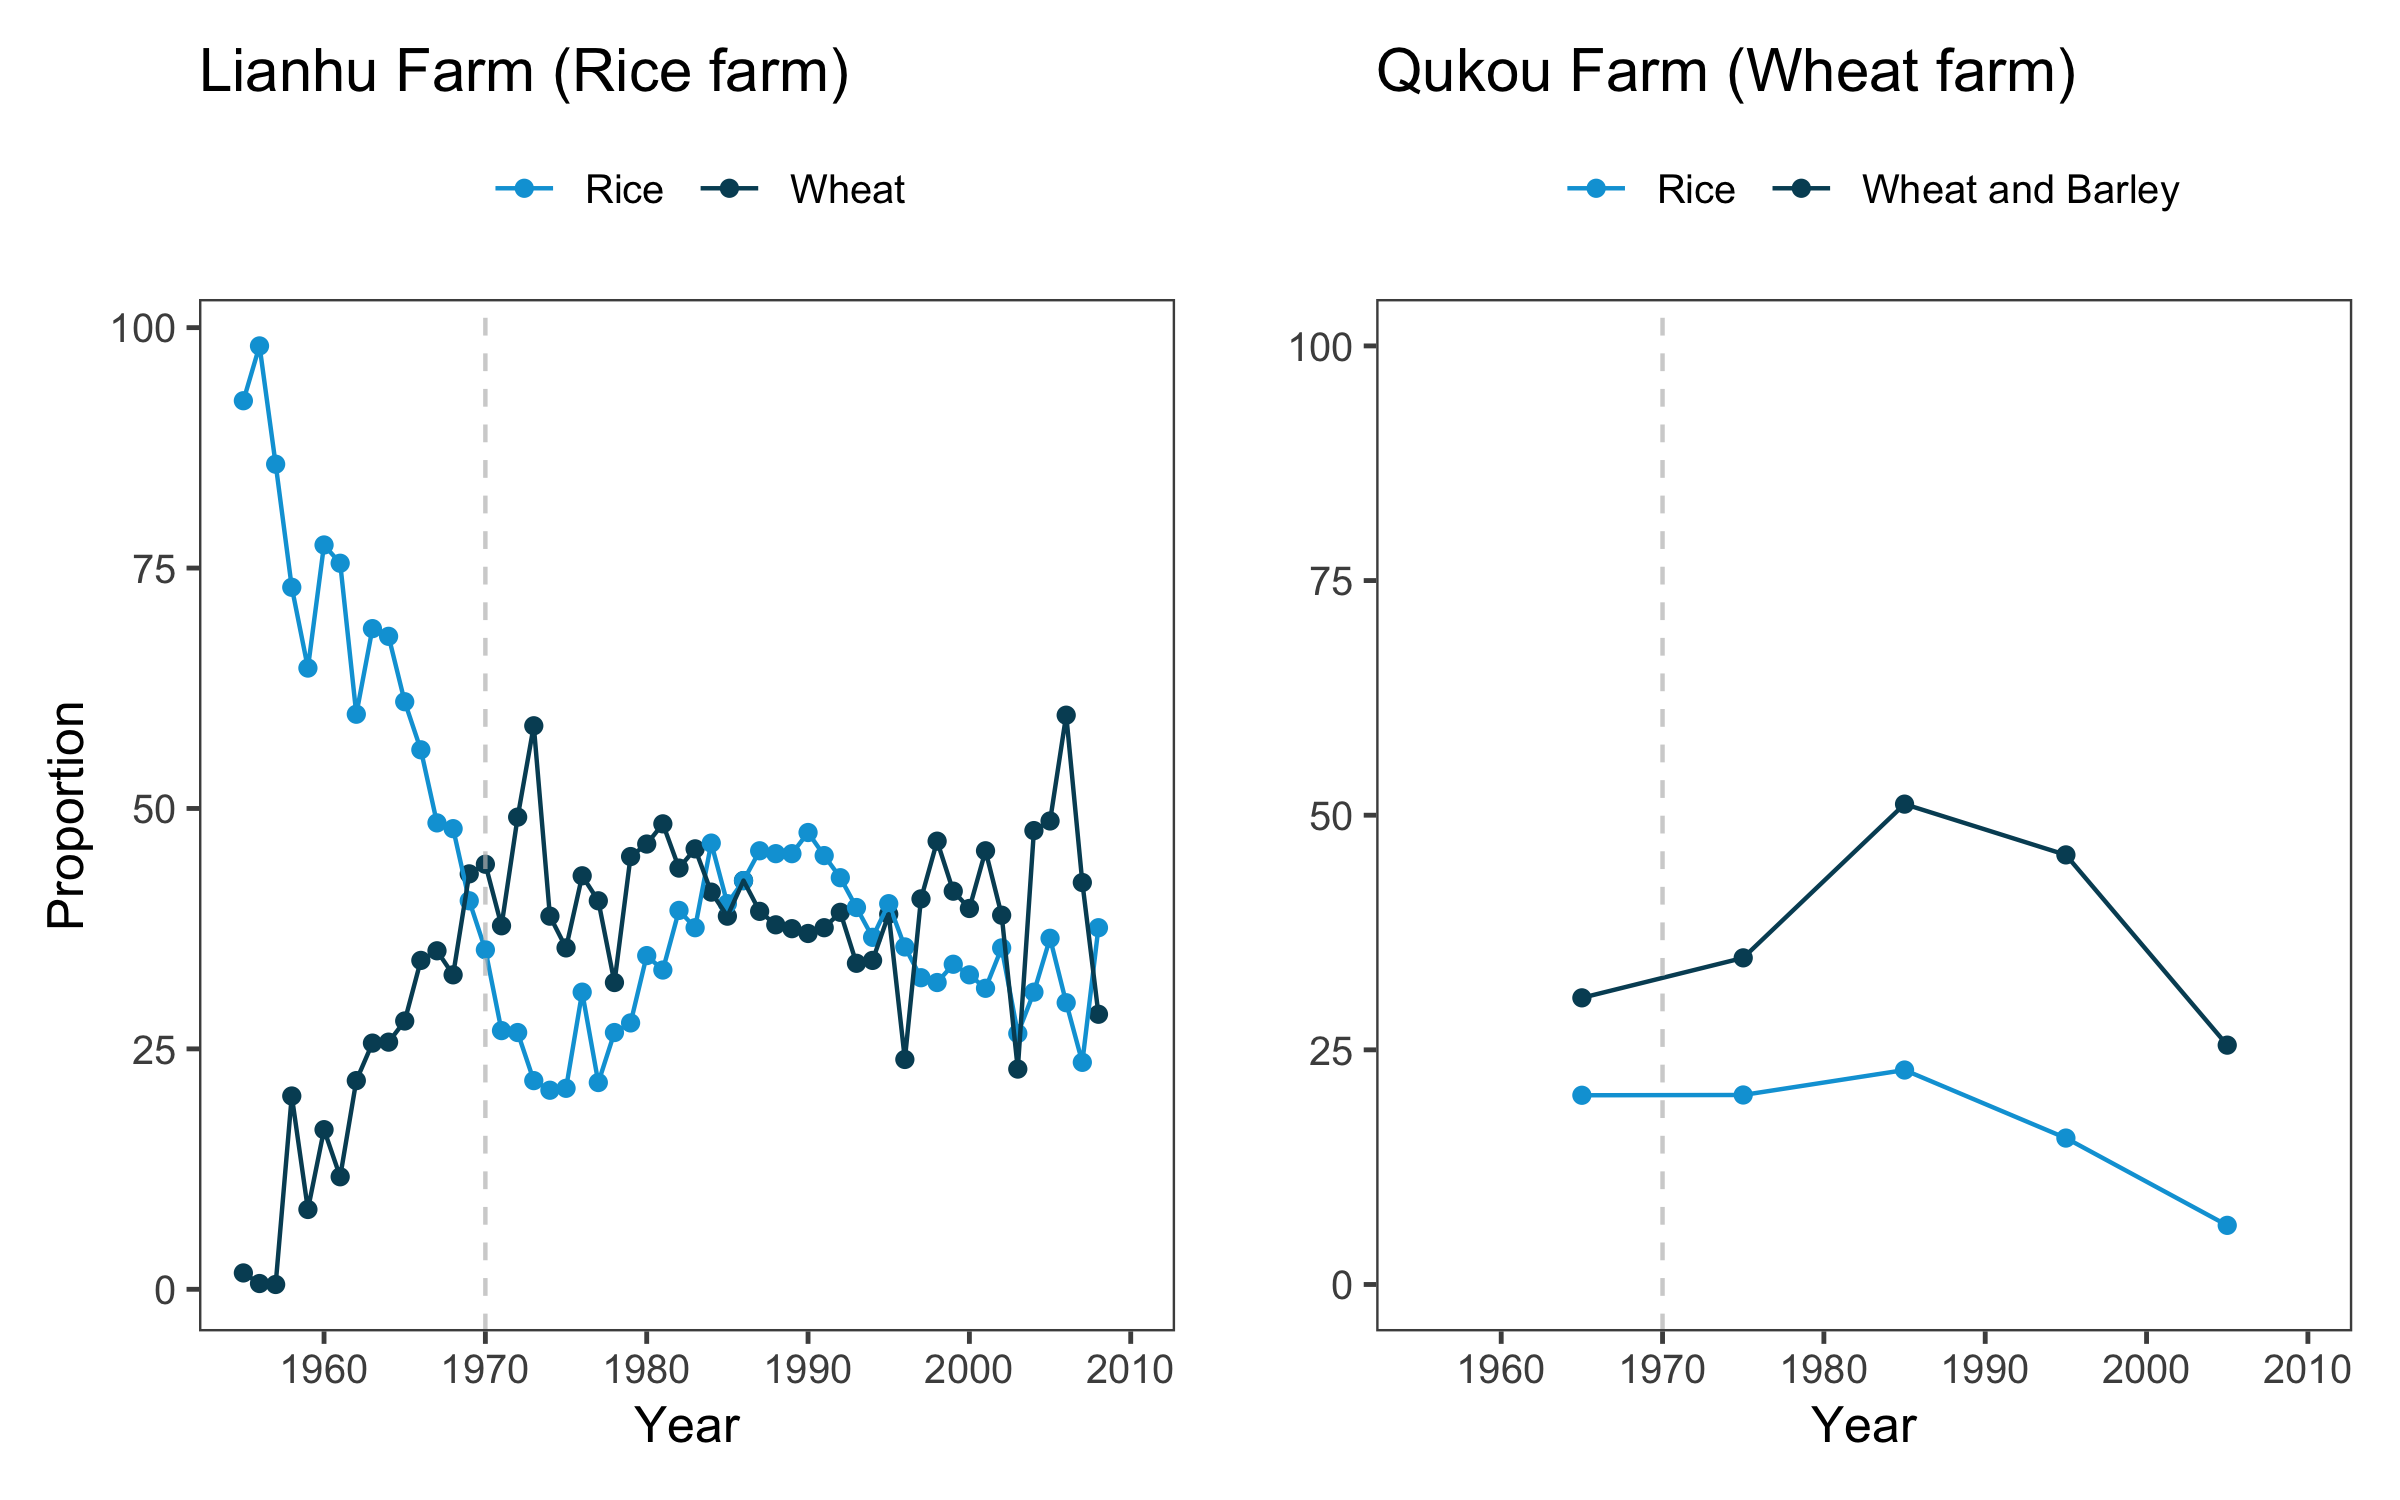 Lianhu Farm (Rice farm)
Rice Wheat
Proportion
100
75
50
25
0
1960 1970 1980 1990 2000 2010
Year
Qukou Farm (Wheat farm)
Rice Wheat and Barley
100
75
50
25
0
1960 1970 1980 1990 2000 2010
Year